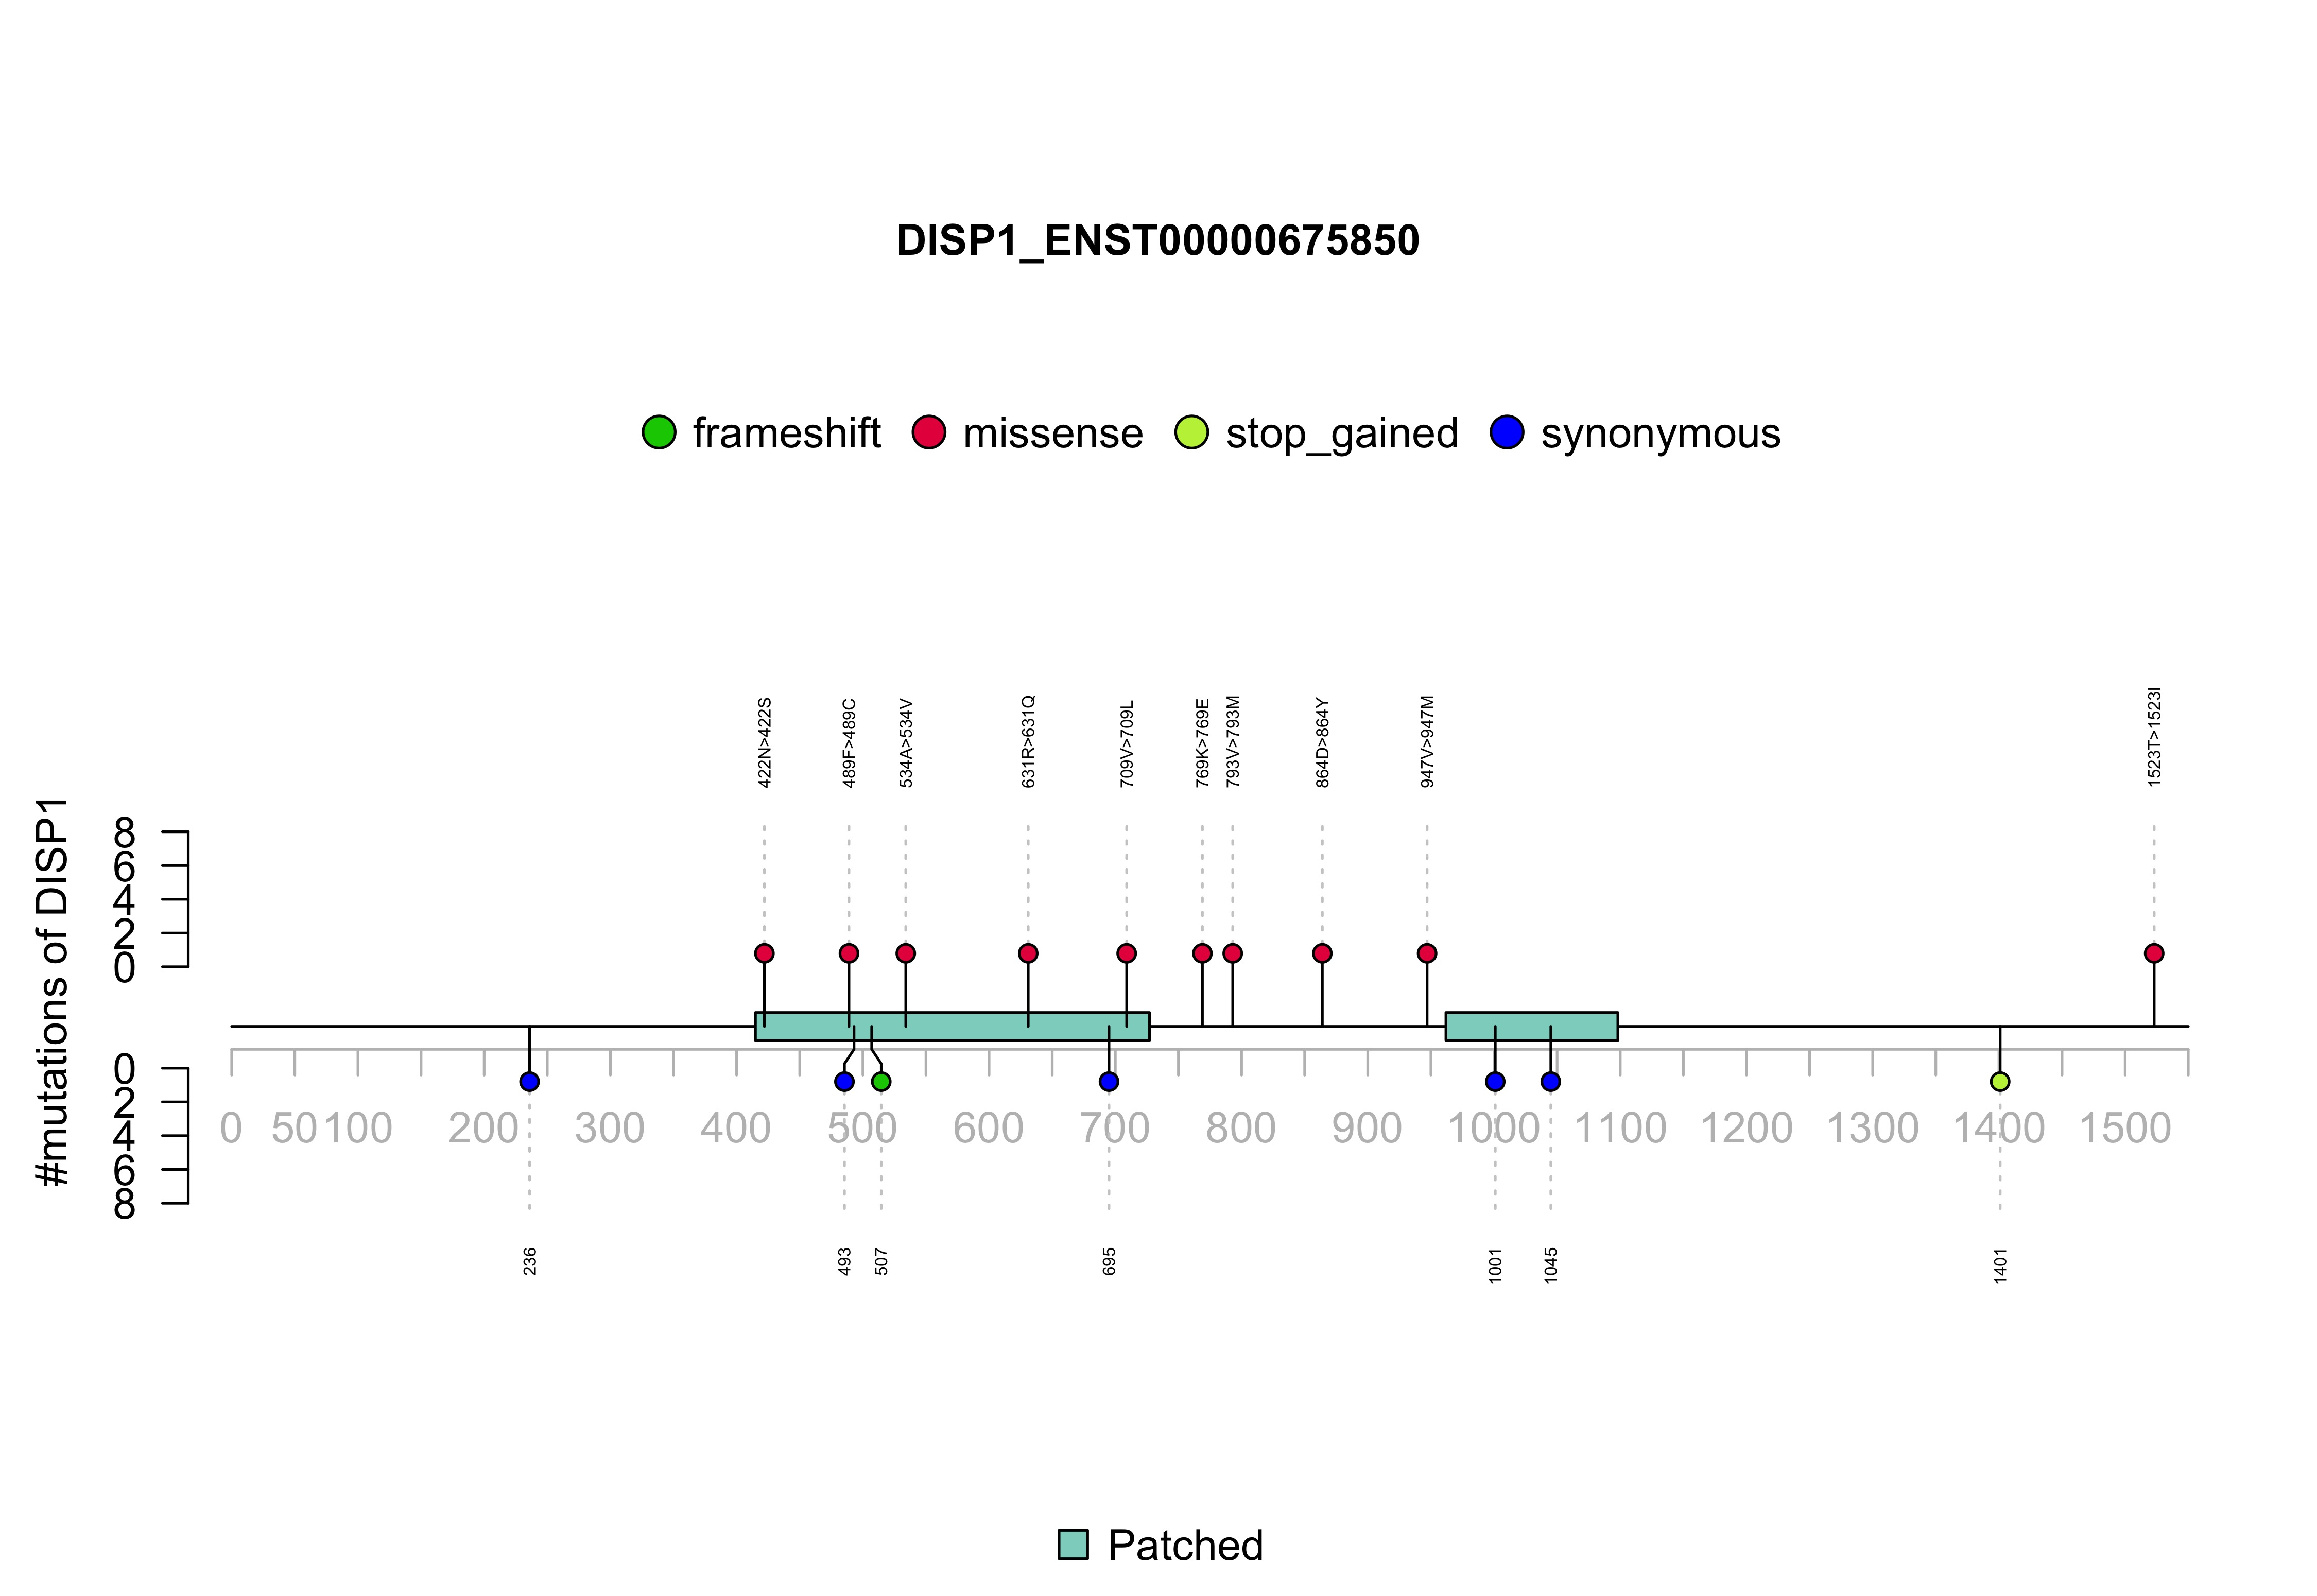 DISP1_ENST00000675850
frameshift missense stop_gained synonymous
422N>422S 489F>489C 534A>534V 631R>631Q 709V>709L 769K>769E 793V>793M 864D>864Y 947V>947M 1523T>1523I
#mutations of DISP1
8
6
4
2
0
0
2
4
6
8
0 50 100 200 300 400 500 600 700 800 900 1000 1100 1200 1300 1400 1500
236 493 507 695 1001 1045 1401
Patched